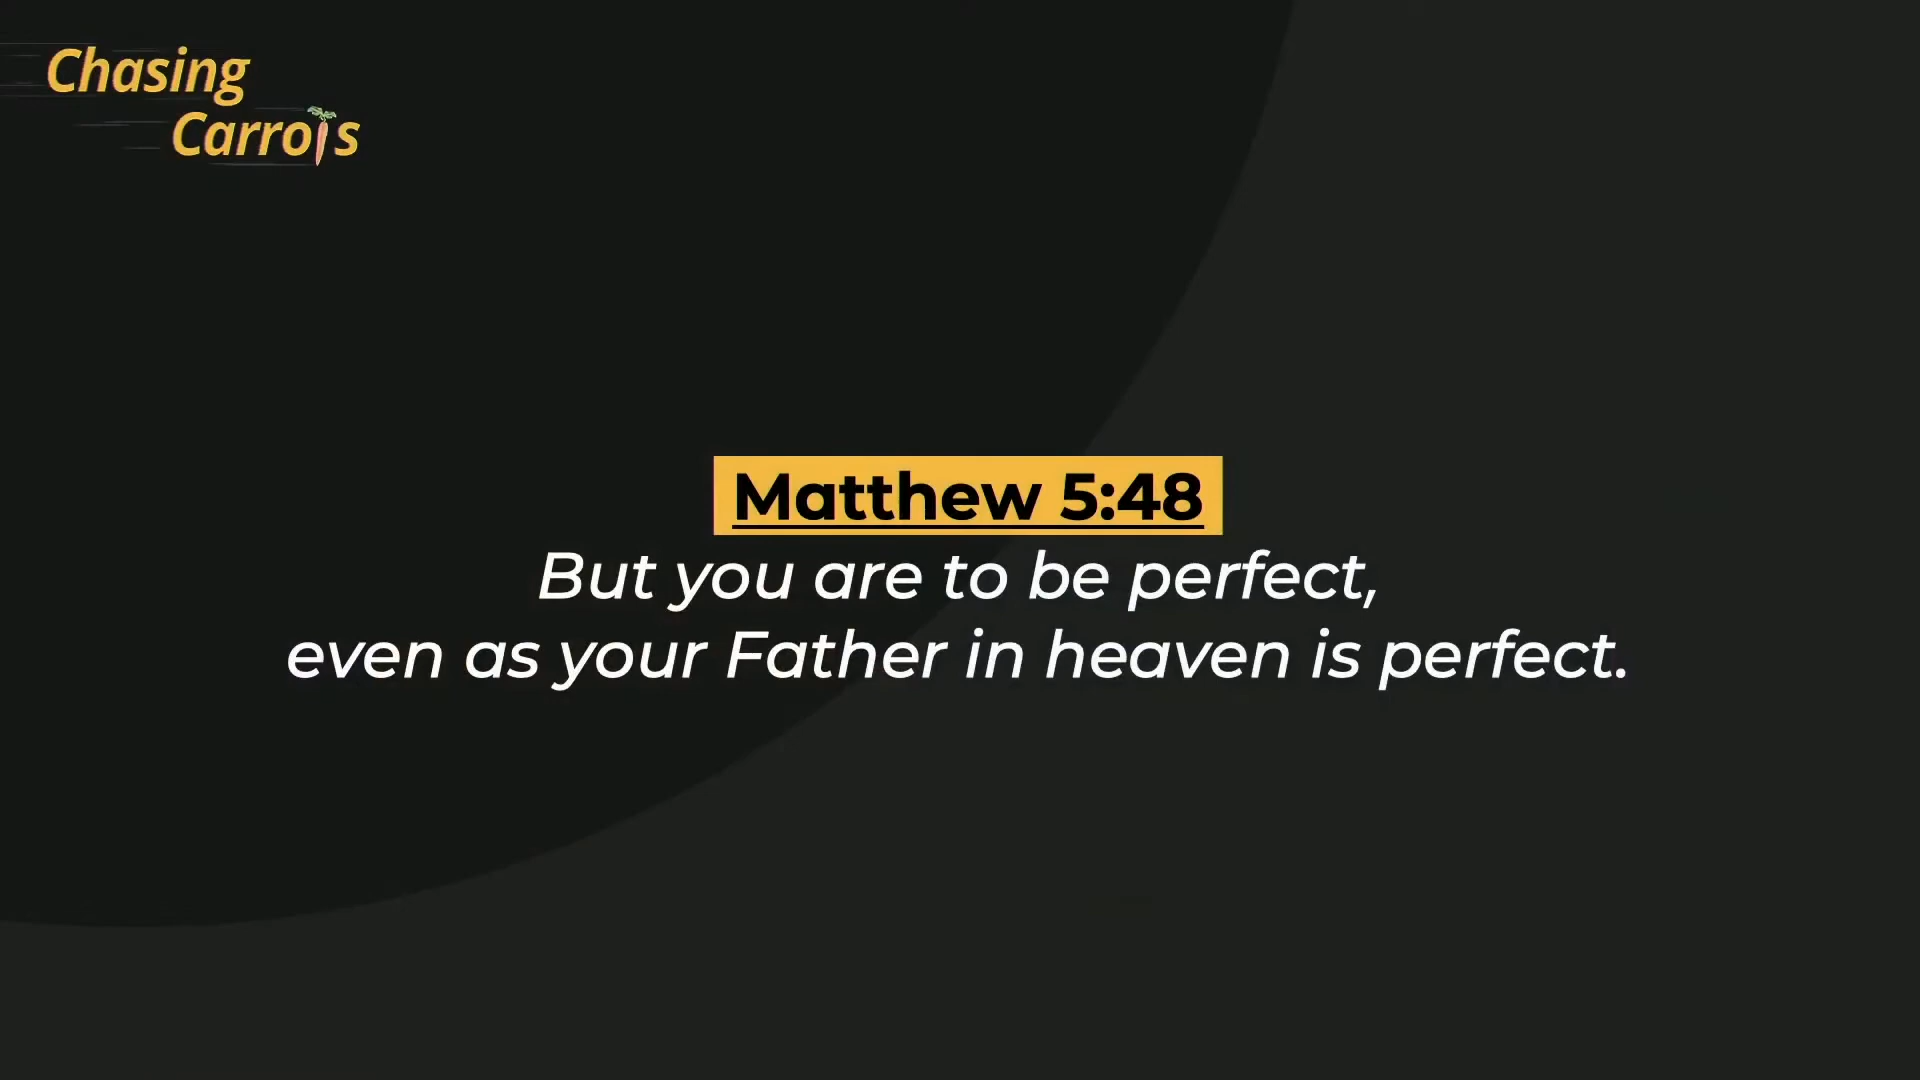 Chasing
Carrots
Matthew 5:48
But you are to be perfect,
even as your Father in heaven is perfect.